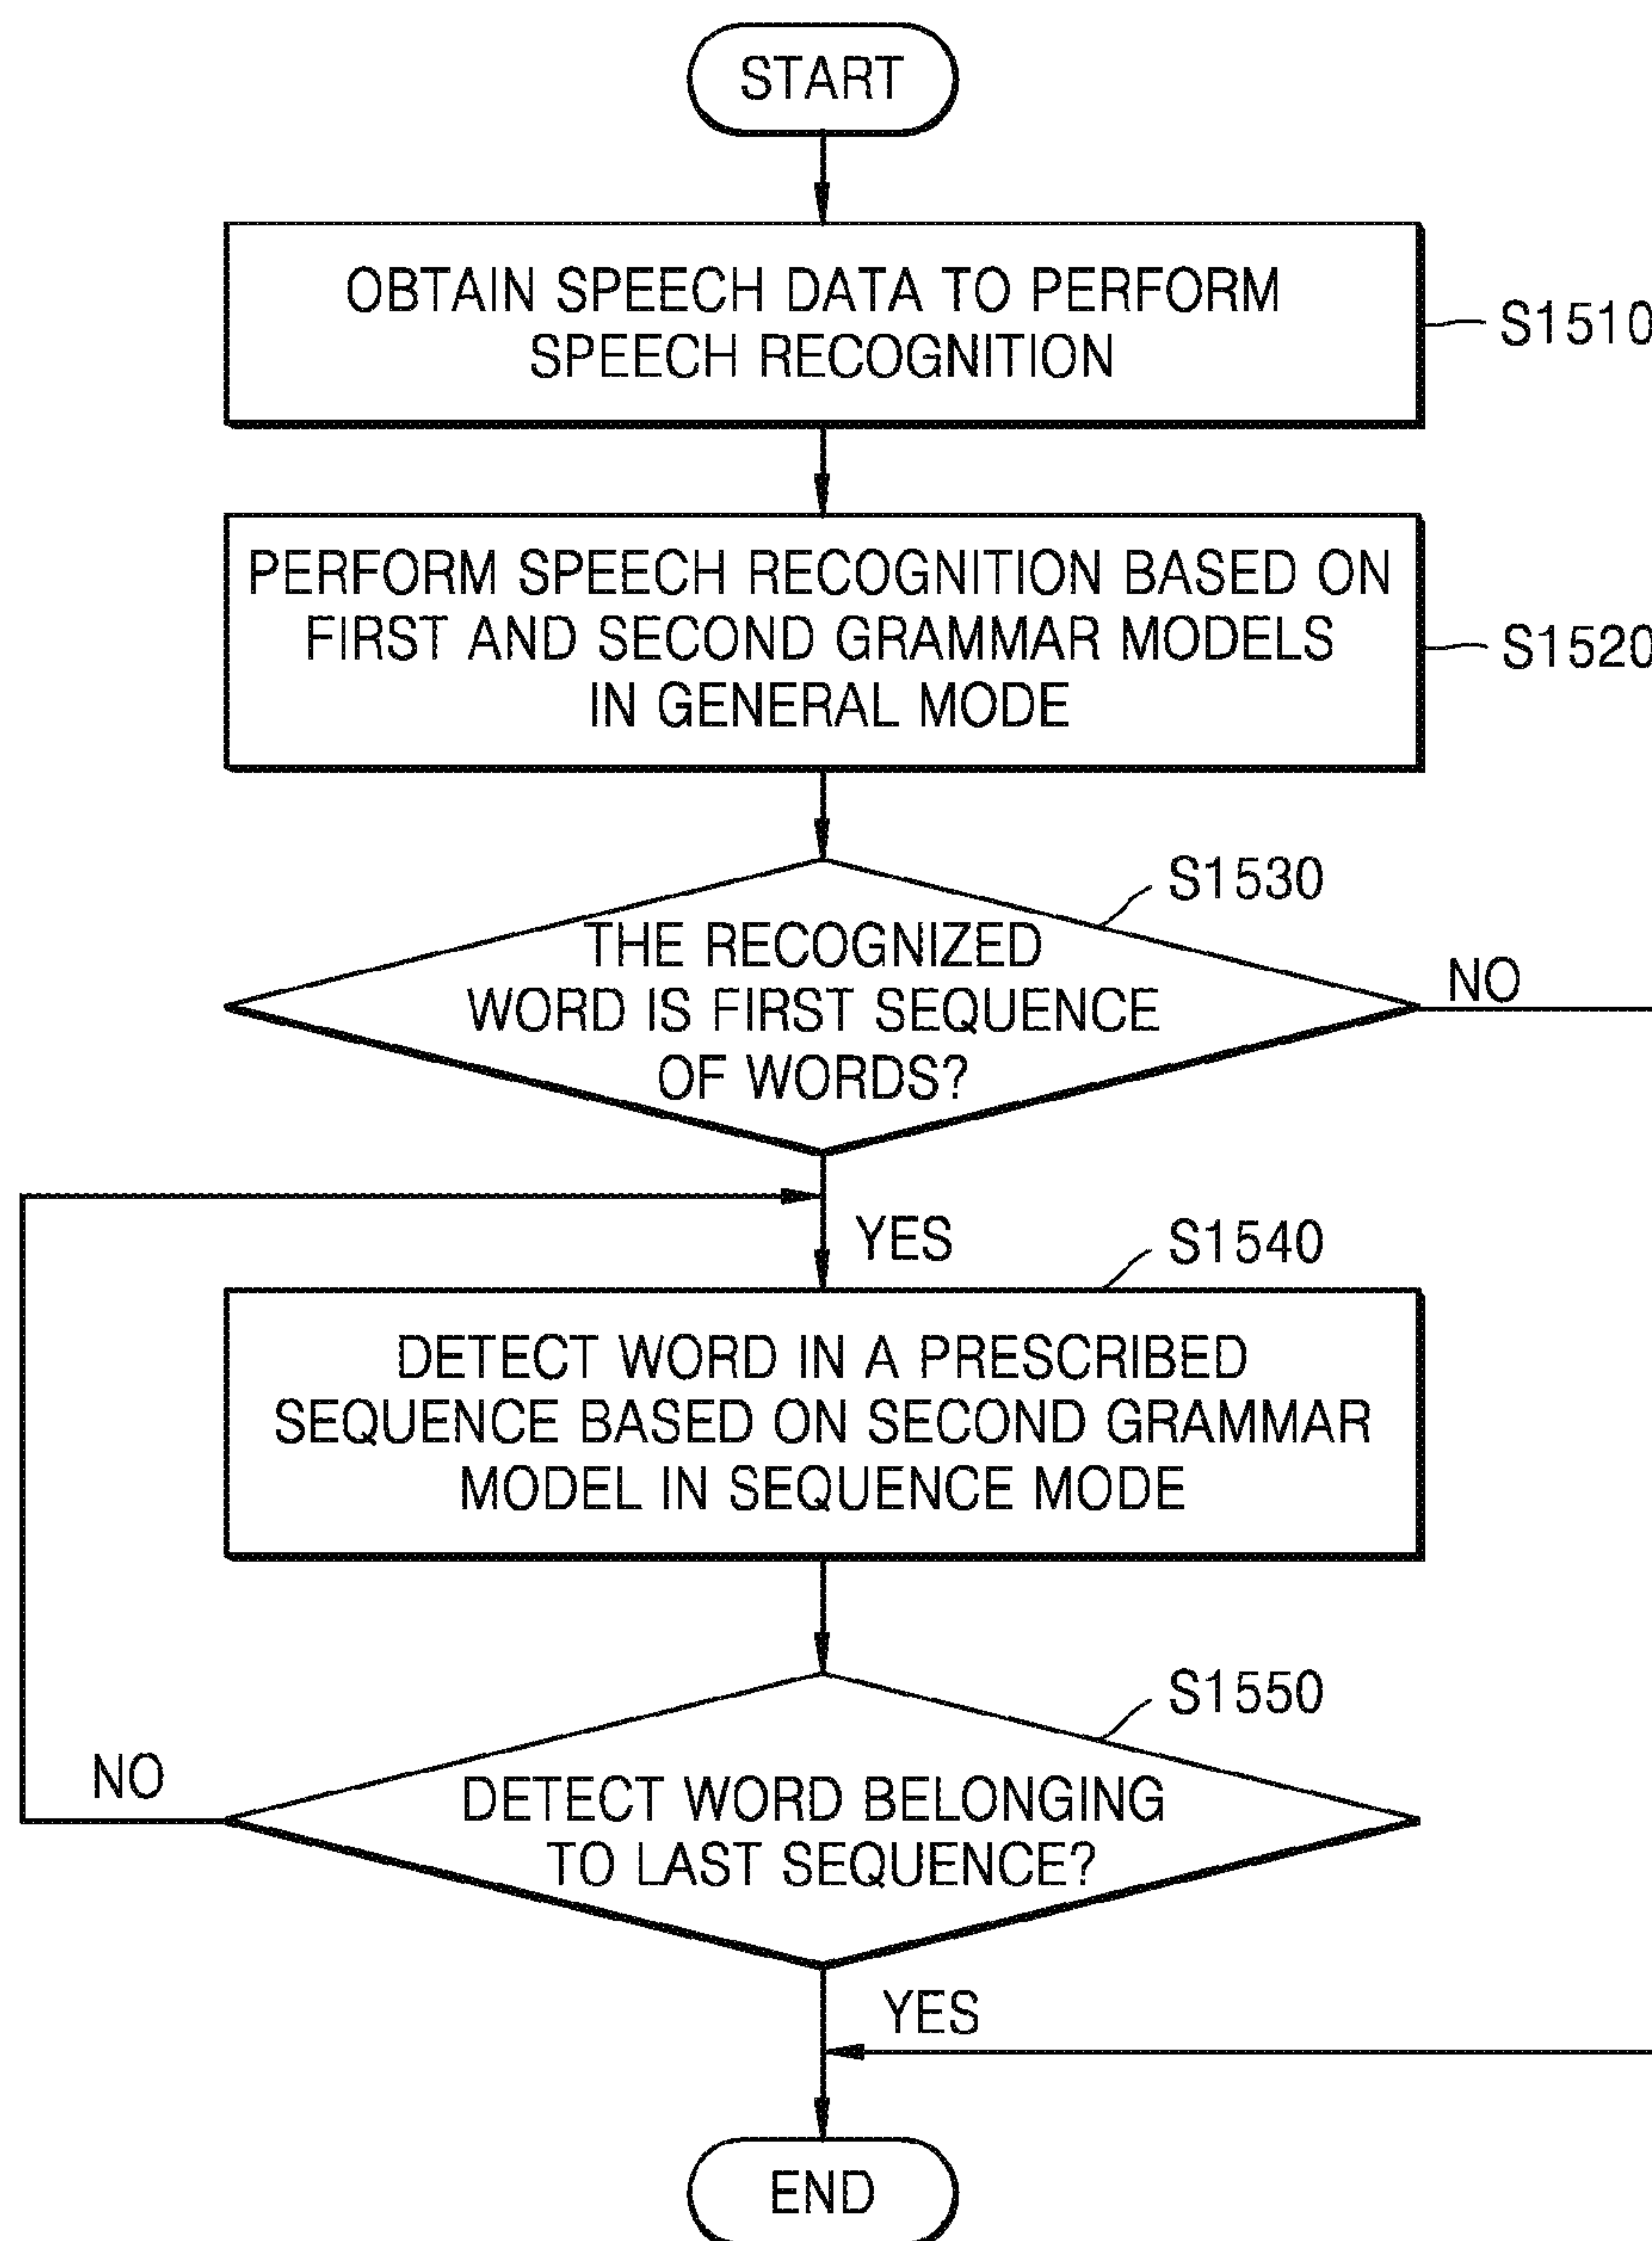 START
OBTAIN SPEECH DATA TO PERFORM
SPEECH RECOGNITION
S1510
PERFORM SPEECH RECOGNITION BASED ON
FIRST AND SECOND GRAMMAR MODELS
IN GENERAL MODE
S1520
S1530
THE RECOGNIZED
WORD IS FIRST SEQUENCE
OF WORDS?
NO
YES
S1540
DETECT WORD IN A PRESCRIBED
SEQUENCE BASED ON SECOND GRAMMAR
MODEL IN SEQUENCE MODE
S1550
NO
DETECT WORD BELONGING
TO LAST SEQUENCE?
YES
END